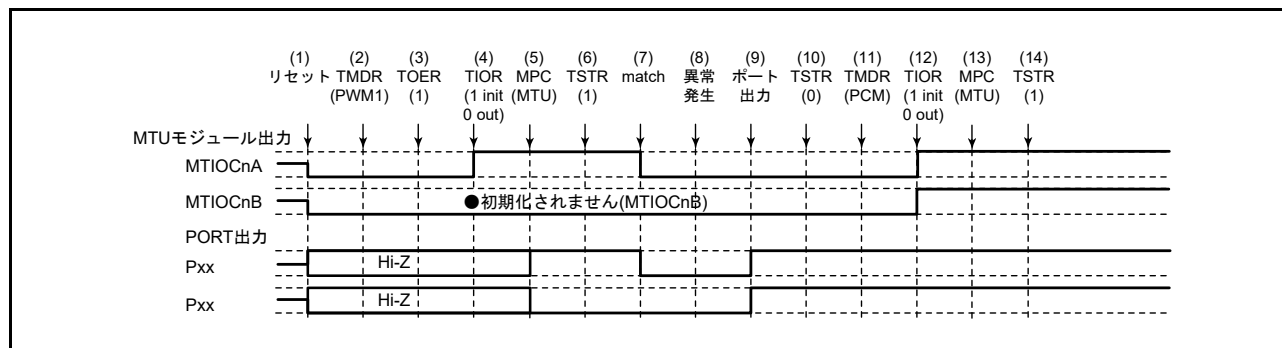 (1) (2) (3) (4) (5) (6) (7) (8) (9) (10) (11) (12) (13) (14)
リセット TMDR TOER TIOR MPC TSTR match 異常 ポート TSTR TMDR TIOR MPC TSTR
(PWM1) (1) (1 init (MTU) (1) 発生 出力 (0) (PCM) (1 init (MTU) (1)
0 out) 0 out)
MTUモジュール出力
MTIOCnA
MTIOCnB ●初期化されません(MTIOCnB)
PORT出力
Pxx Hi-Z
Pxx Hi-Z